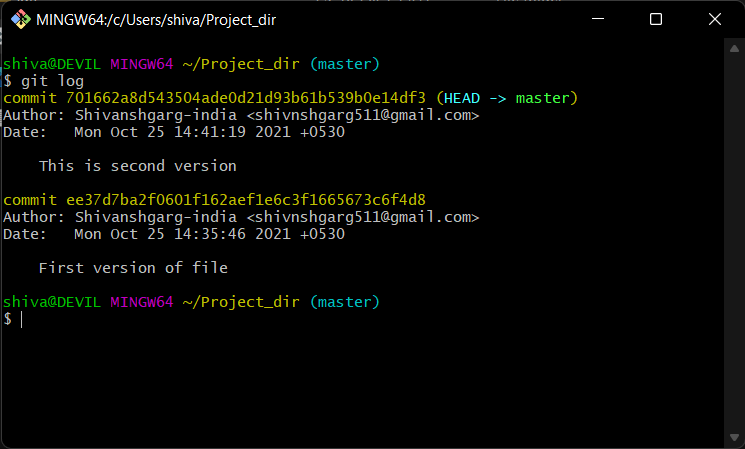 MINGW64:/c/Users/shiva/Project_dir
shiva@DEVIL MINGW64 ~/Project_dir (master)
$ git log
commit 701662a8d543504ade0d21d93b61b539b0e14df3 (HEAD -> master)
Author: Shivanshgarg-india <shivnshgarg511@gmail.com>
Date:   Mon Oct 25 14:41:19 2021 +0530
    This is second version
commit ee37d7ba2f0601f162aef1e6c3f1665673c6f4d8
Author: Shivanshgarg-india <shivnshgarg511@gmail.com>
Date:   Mon Oct 25 14:35:46 2021 +0530
    First version of file
shiva@DEVIL MINGW64 ~/Project_dir (master)
$